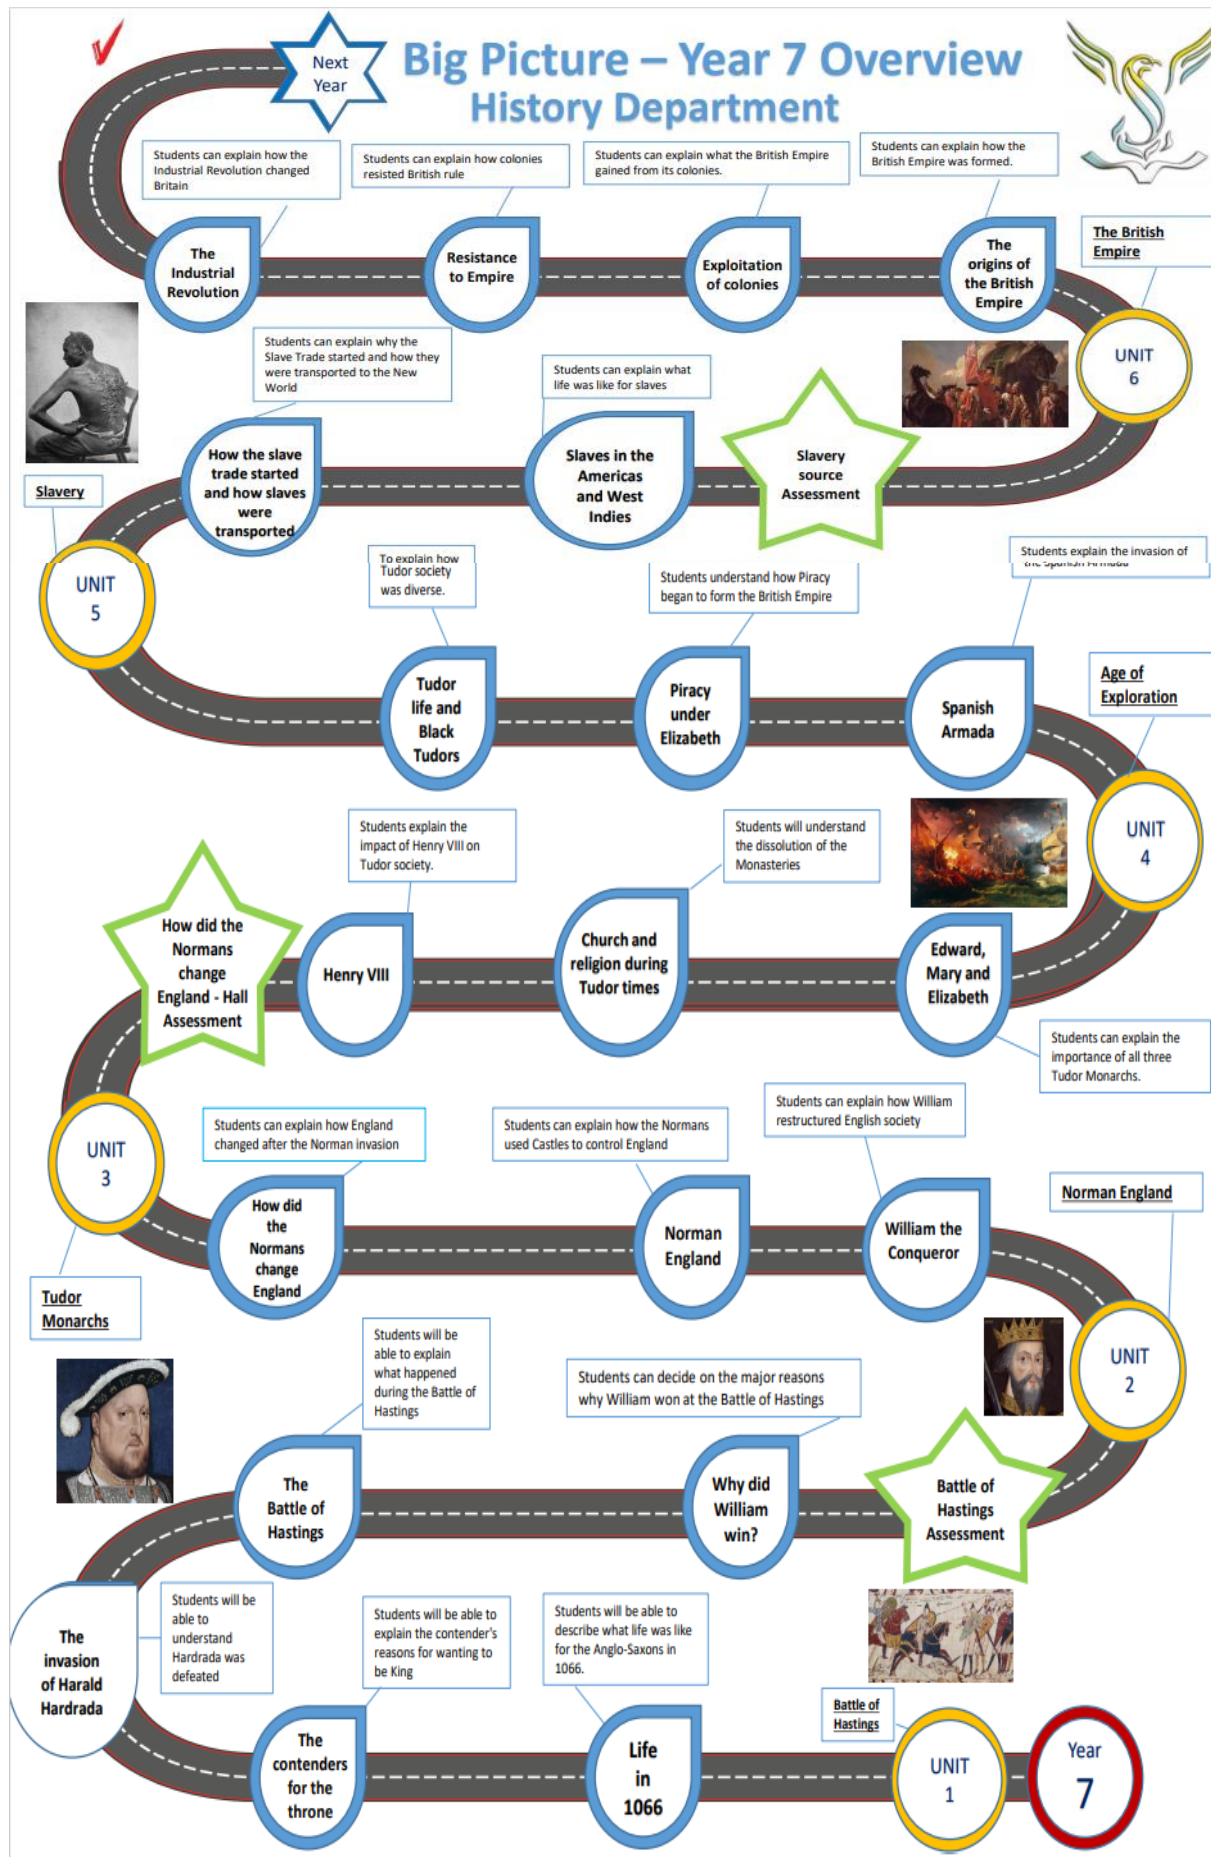 Next
Year
Big Picture – Year 7 Overview
History Department
Students can explain how the
Industrial Revolution changed
Britain
Students can explain how colonies
resisted British rule
Students can explain what the British Empire
gained from its colonies.
Students can explain how the
British Empire was formed.
The
Industrial
Revolution
Resistance
to Empire
Exploitation
of colonies
The
origins of
the British
Empire
The British
Empire
UNIT
6
Students can explain why the
Slave Trade started and how they
were transported to the New
World
Students can explain what
life was like for slaves
How the slave
trade started
and how slaves
were
transported
Slaves in the
Americas
and West
Indies
Slavery
source
Assessment
Slavery
UNIT
5
To explain how
Tudor society
was diverse.
Students understand how Piracy
began to form the British Empire
Students explain the invasion of
the Spanish Armada
Tudor
life and
Black
Tudors
Piracy
under
Elizabeth
Spanish
Armada
Age of
Exploration
UNIT
4
Students explain the
impact of Henry VIII on
Tudor society.
Students will understand
the dissolution of the
Monasteries
How did the
Normans
change
England - Hall
Assessment
Henry VIII
Church and
religion during
Tudor times
Edward,
Mary and
Elizabeth
Students can explain the
importance of all three
Tudor Monarchs.
UNIT
3
Students can explain how England
changed after the Norman invasion
Students can explain how the Normans
used Castles to control England
Students can explain how William
restructured English society
How did
the
Normans
change
England
Norman
England
William the
Conqueror
Norman England
Tudor
Monarchs
UNIT
2
Students will be
able to explain
what happened
during the Battle of
Hastings
Students can decide on the major reasons
why William won at the Battle of Hastings
The
Battle of
Hastings
Why did
William
win?
Battle of
Hastings
Assessment
The
invasion
of Harald
Hardrada
Students will be
able to
understand
Hardrada was
defeated
Students will be able to
explain the contender's
reasons for wanting to
be King
Students will be able to
describe what life was like
for the Anglo-Saxons in
1066.
The
contenders
for the
throne
Life
in
1066
Battle of
Hastings
UNIT
1
Year
7